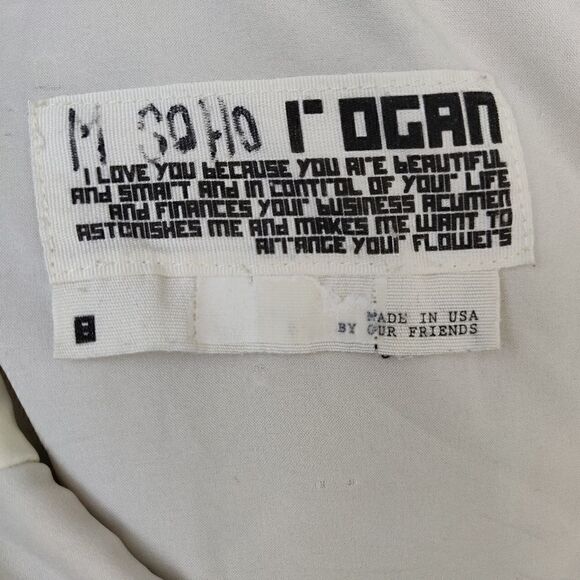 M SOHO rOGAN
I LOVE YOU BECAUSE YOU ARE BEAUTIFUL
AND SMART AND IN CONTROL OF YOUR LIFE
AND FINANCES YOUR BUSINESS ACUMEN
ASTONISHES ME AND MAKES ME WANT TO
ARRANGE YOUR FLOWERS
8
MADE IN USA
BY OUR FRIENDS